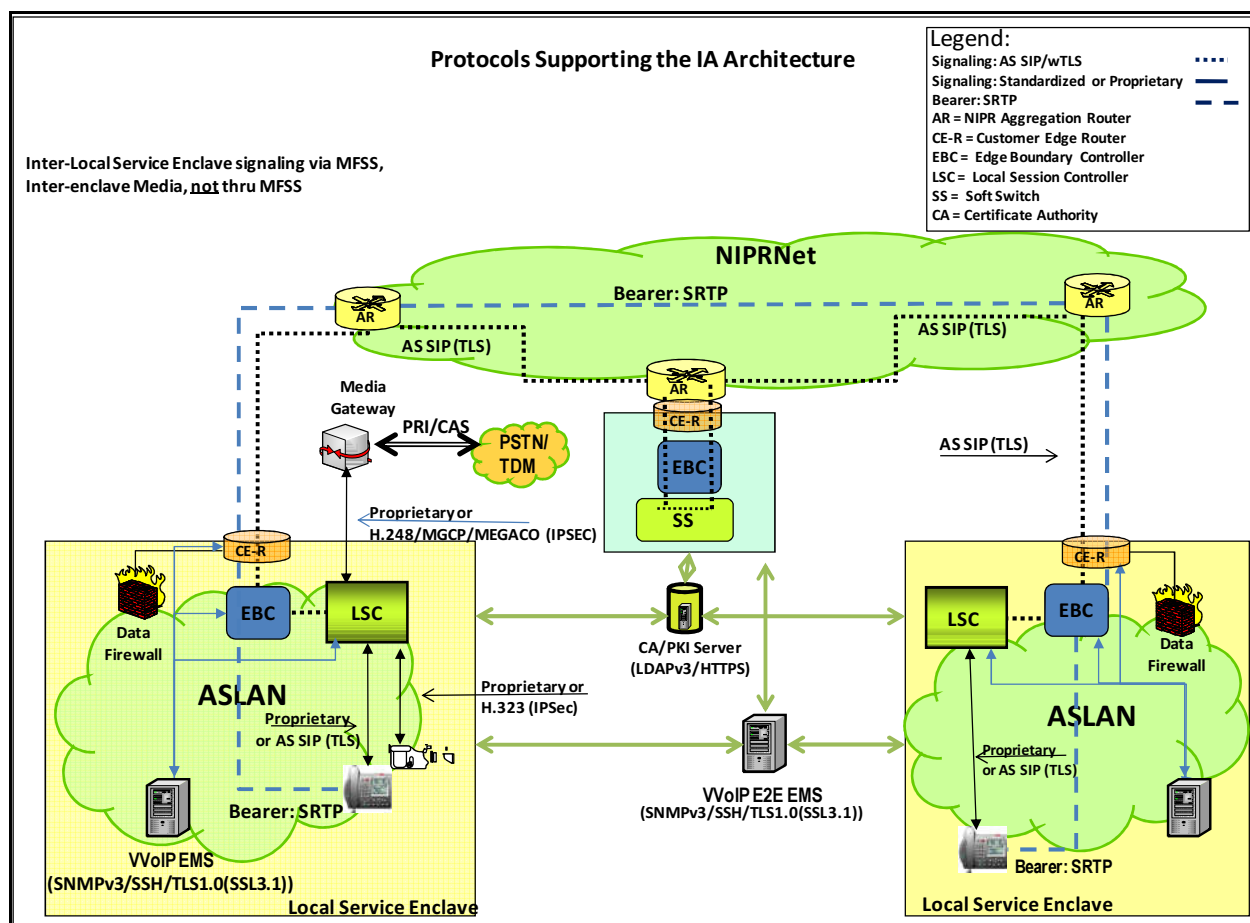 Protocols Supporting the IA Architecture
Legend:
Signaling: AS SIP/wTLS
Signaling: Standardized or Proprietary
Bearer: SRTP
AR = NIPR Aggregation Router
CE-R = Customer Edge Router
EBC = Edge Boundary Controller
LSC = Local Session Controller
SS = Soft Switch
CA = Certificate Authority
Inter-Local Service Enclave signaling via MFSS,
Inter-enclave Media, not thru MFSS
NIPRNet
Bearer: SRTP
AR
AR
AS SIP (TLS)
AS SIP (TLS)
AR
Media
Gateway
PRI/CAS
PSTN/
TDM
CE-R
EBC
SS
AS SIP (TLS)
Proprietary or
H.248/MGCP/MEGACO (IPSEC)
CE-R
EBC
LSC
Data
Firewall
ASLAN
Proprietary or
H.323 (IPSec)
Proprietary
or AS SIP (TLS)
Bearer: SRTP
VVoIP EMS
(SNMPv3/SSH/TLS1.0(SSL3.1))
Local Service Enclave
CA/PKI Server
(LDAPv3/HTTPS)
VVoIP E2E EMS
(SNMPv3/SSH/TLS1.0(SSL3.1))
CE-R
LSC
EBC
Data
Firewall
ASLAN
Proprietary
or AS SIP (TLS)
Bearer: SRTP
Local Service Enclave